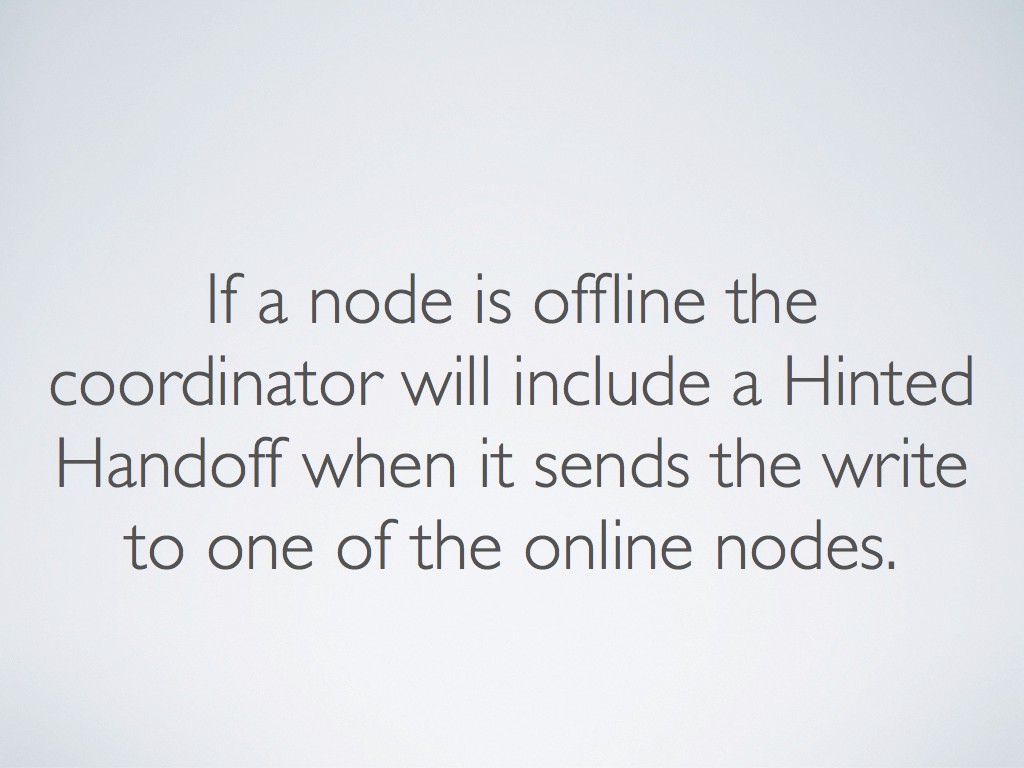 If a node is offline the
coordinator will include a Hinted
Handoff when it sends the write
to one of the online nodes.